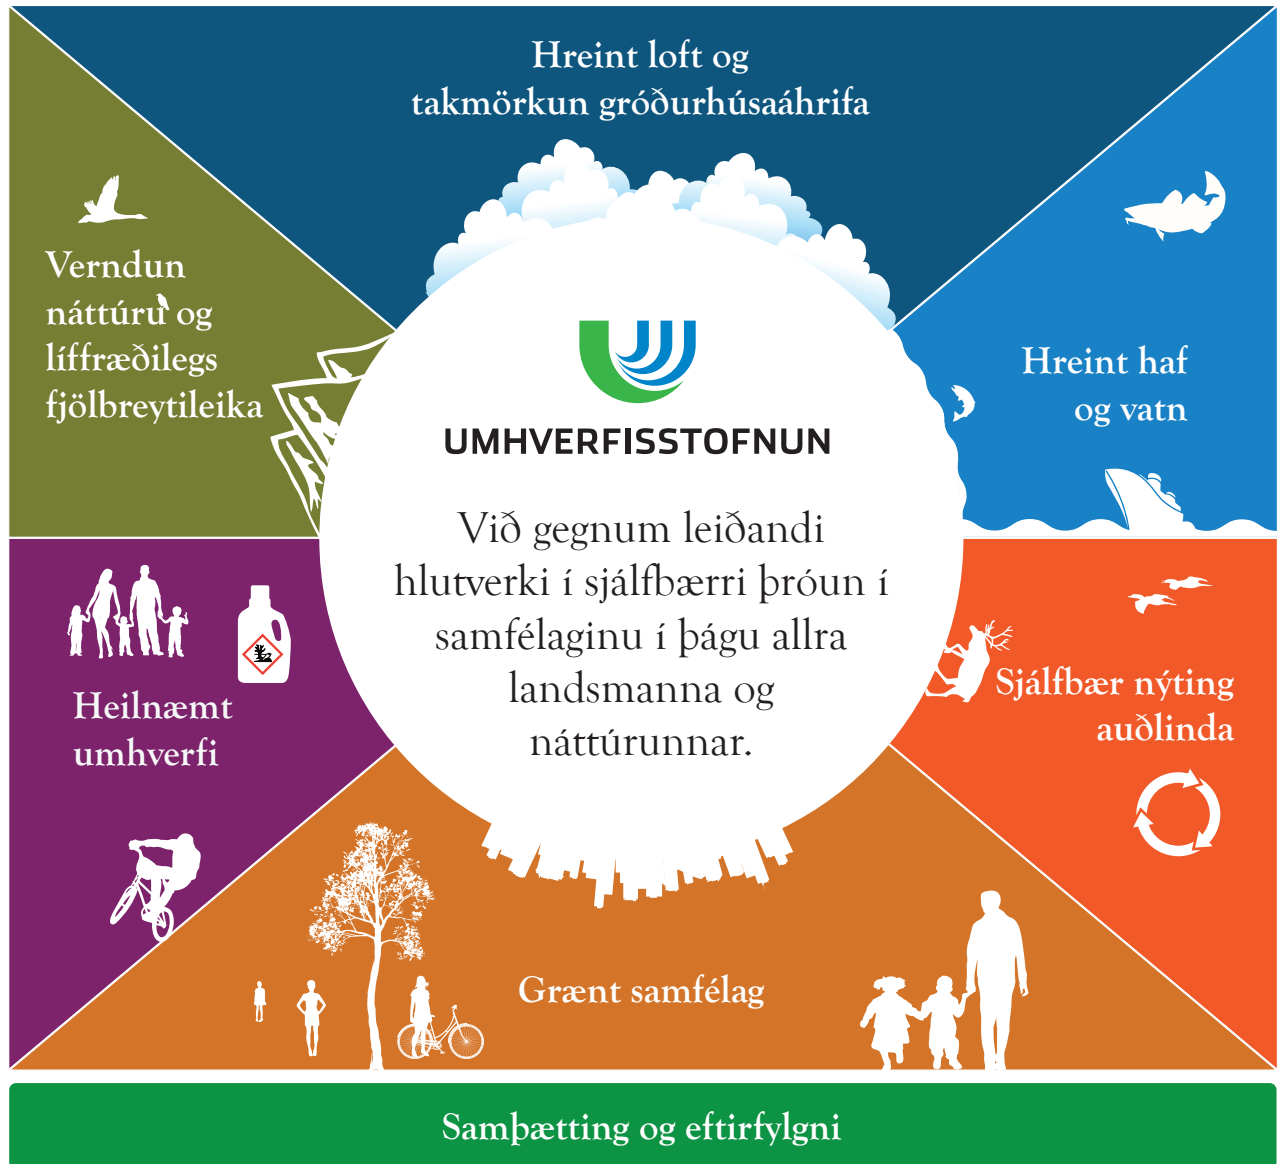 Hreint loft og
takmörkun gróðurhúsaáhrifa
Verndun
náttúru og
líffræðilegs
fjölbreytileika
Hreint haf
og vatn
UMHVERFISSTOFNUN
Við gegnum leiðandi
hlutverki í sjálfbærri þróun í
samfélaginu í þágu allra
landsmanna og
náttúrunnar.
Heilnæmt
umhverfi
Sjálfbær nýting
auðlinda
Grænt samfélag
Samþætting og eftirfylgni